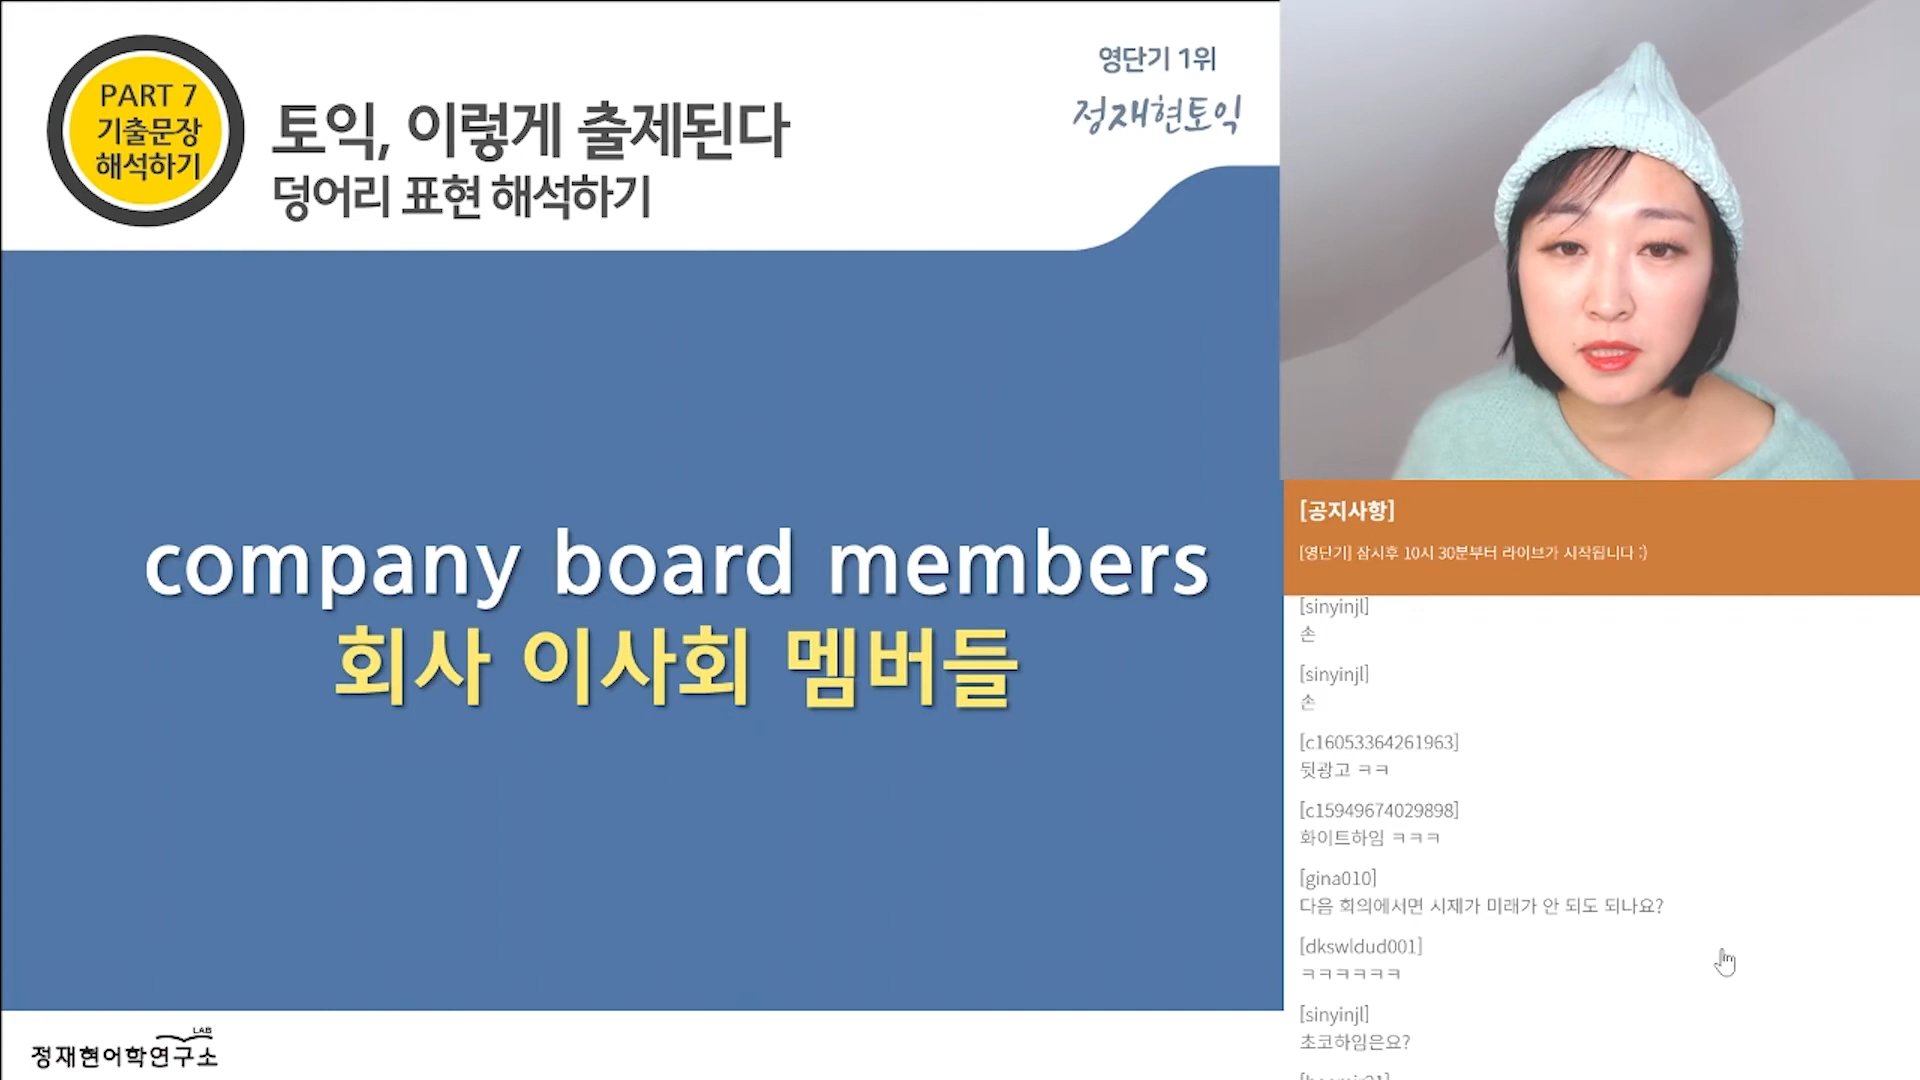 PART 7
기출문장
해석하기
토익, 이렇게 출제된다
덩어리 표현 해석하기
영단기 1위
정재현토익
company board members
회사 이사회 멤버들
LAB
정재현어학연구소
[공지사항]
[영단기] 잠시후 10시 30분부터 라이브가 시작됩니다 :)
[sinyinjl]
손
[sinyinjl]
손
[c16053364261963]
뒷광고 ㅋㅋ
[c15949674029898]
화이트하임 ㅋㅋㅋ
[gina010]
다음 회의에서면 시제가 미래가 안 되도 되나요?
[dkswldud001]
ㅋㅋㅋㅋㅋㅋ
[sinyinjl]
초코하임은요?